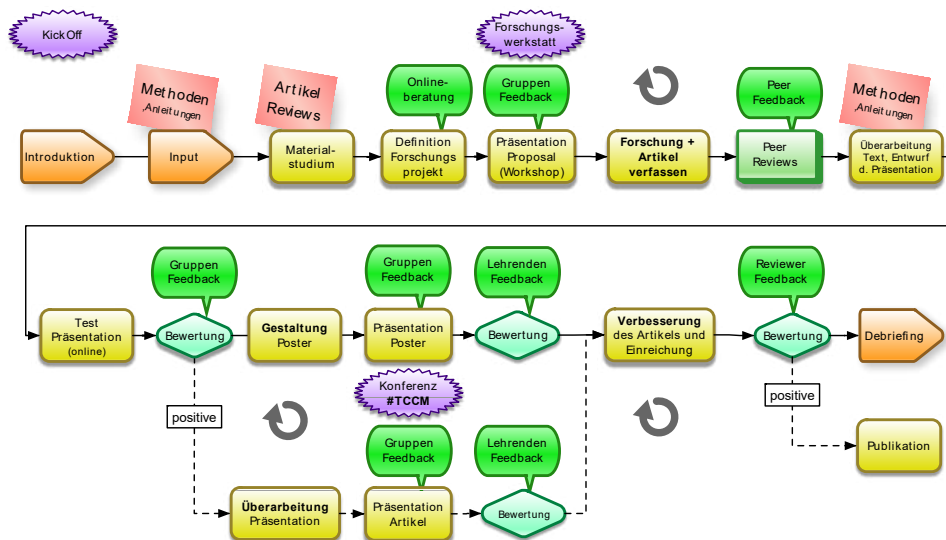 KickOff
Forschungs-
werkstatt
Methoden
,Anleitungen
Artikel
Reviews
Online-
beratung
Gruppen
Feedback
Peer
Feedback
Methoden
,Anleitungen
Introduktion
Input
Material-
studium
Definition
Forschungs
projekt
Präsentation
Proposal
(Workshop)
Forschung +
Artikel
verfassen
Peer
Reviews
Überarbeitung
Text, Entwurf
d. Präsentation
Gruppen
Feedback
Gruppen
Feedback
Lehrenden
Feedback
Reviewer
Feedback
Test
Präsentation
(online)
Bewertung
Gestaltung
Poster
Präsentation
Poster
Bewertung
Verbesserung
des Artikels und
Einreichung
Bewertung
Debriefing
Konferenz
#TCCM
positive
positive
Gruppen
Feedback
Lehrenden
Feedback
Publikation
Überarbeitung
Präsentation
Präsentation
Artikel
Bewertung